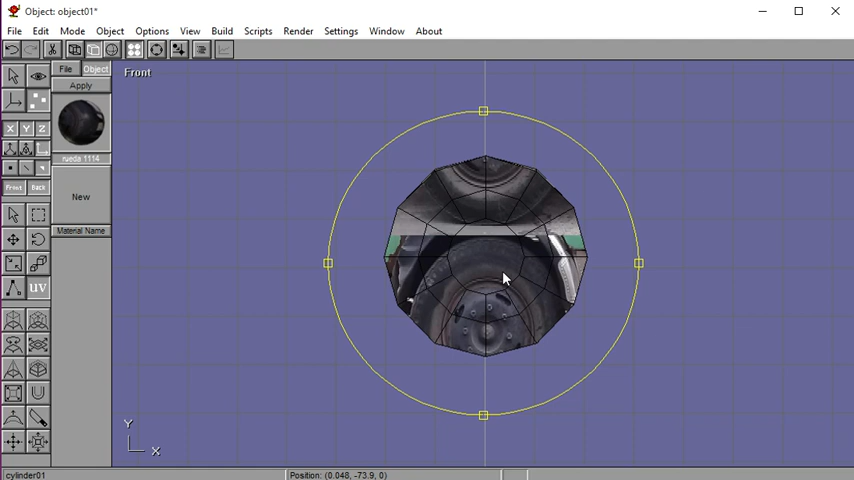 Object: object01*
File Edit Mode Object Options View Build Scripts Render Settings Window About
File Object
Front
Apply
X Y Z
rueda 1114
Front Back
New
Material Name
uv
Y
X
cylinder01 Position: (0.048, -73.9, 0)